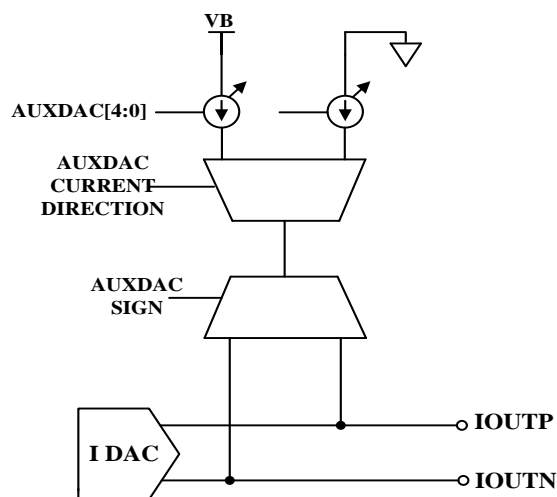 VB
AUXDAC[4:0]
AUXDAC
CURRENT
DIRECTION
AUXDAC
SIGN
I DAC
IOUTP
IOUTN